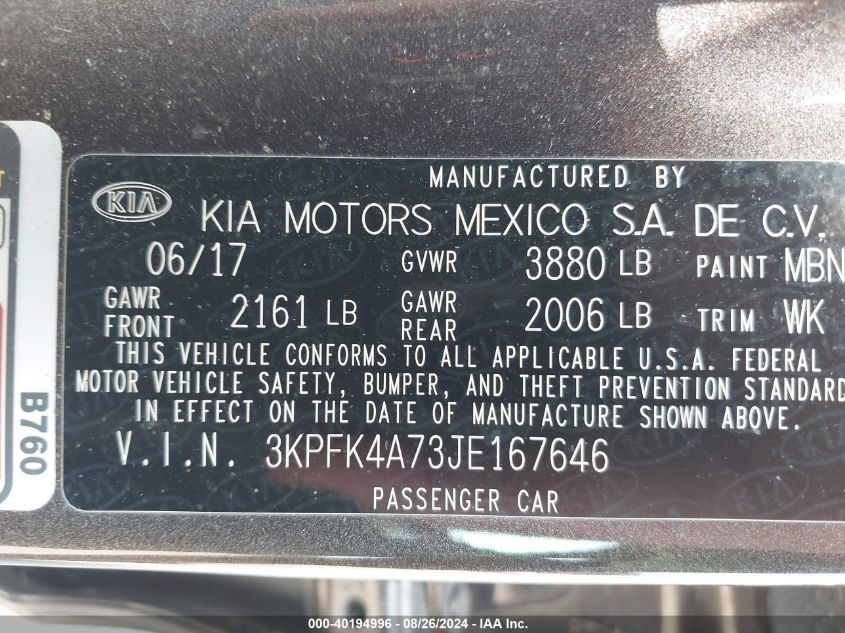 MANUFACTURED BY
KIA
KIA MOTORS MEXICO S.A. DE C.V.
06/17 GVWR 3880 LB PAINT MBN
GAWR FRONT 2161 LB GAWR REAR 2006 LB TRIM WK
THIS VEHICLE CONFORMS TO ALL APPLICABLE U.S.A. FEDERAL
MOTOR VEHICLE SAFETY, BUMPER, AND THEFT PREVENTION STANDARD
IN EFFECT ON THE DATE OF MANUFACTURE SHOWN ABOVE.
V.I.N. 3KPFK4A73JE167646
PASSENGER CAR
B760
000-40194996 - 08/26/2024 - IAA Inc.